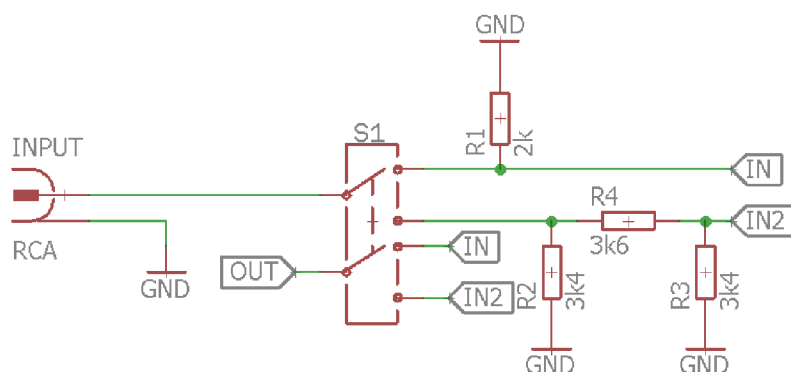 GND
S1
R1
2k
INPUT
IN
R4
IN2
3k6
RCA
IN
OUT
GND
IN2
R2
3k4
R3
3k4
GND
GND